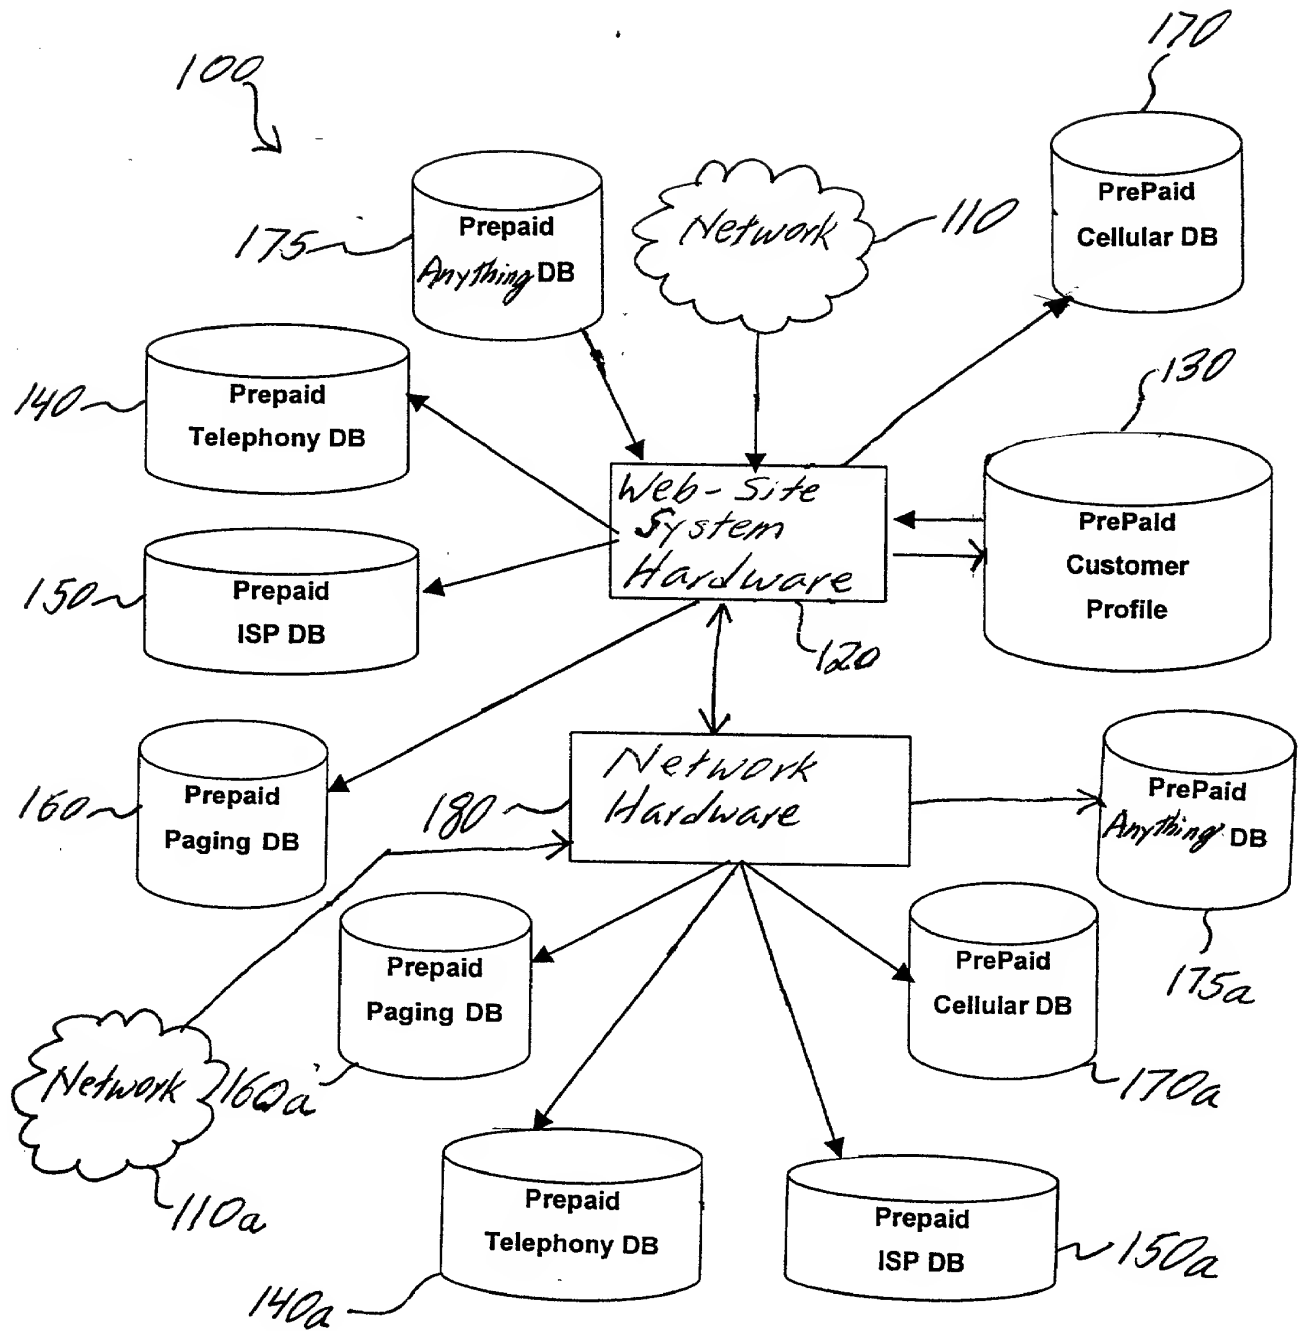 170
100
Prepaid
Anything DB
175
Network
110
PrePaid
Cellular DB
130
140
Prepaid
Telephony DB
Web-Site
System
Hardware
PrePaid
Customer
Profile
150
Prepaid
ISP DB
120
160
Prepaid
Paging DB
180
Network
Hardware
PrePaid
Anything DB
175a
Prepaid
Paging DB
160a
PrePaid
Cellular DB
170a
Network
110a
Prepaid
Telephony DB
140a
Prepaid
ISP DB
150a